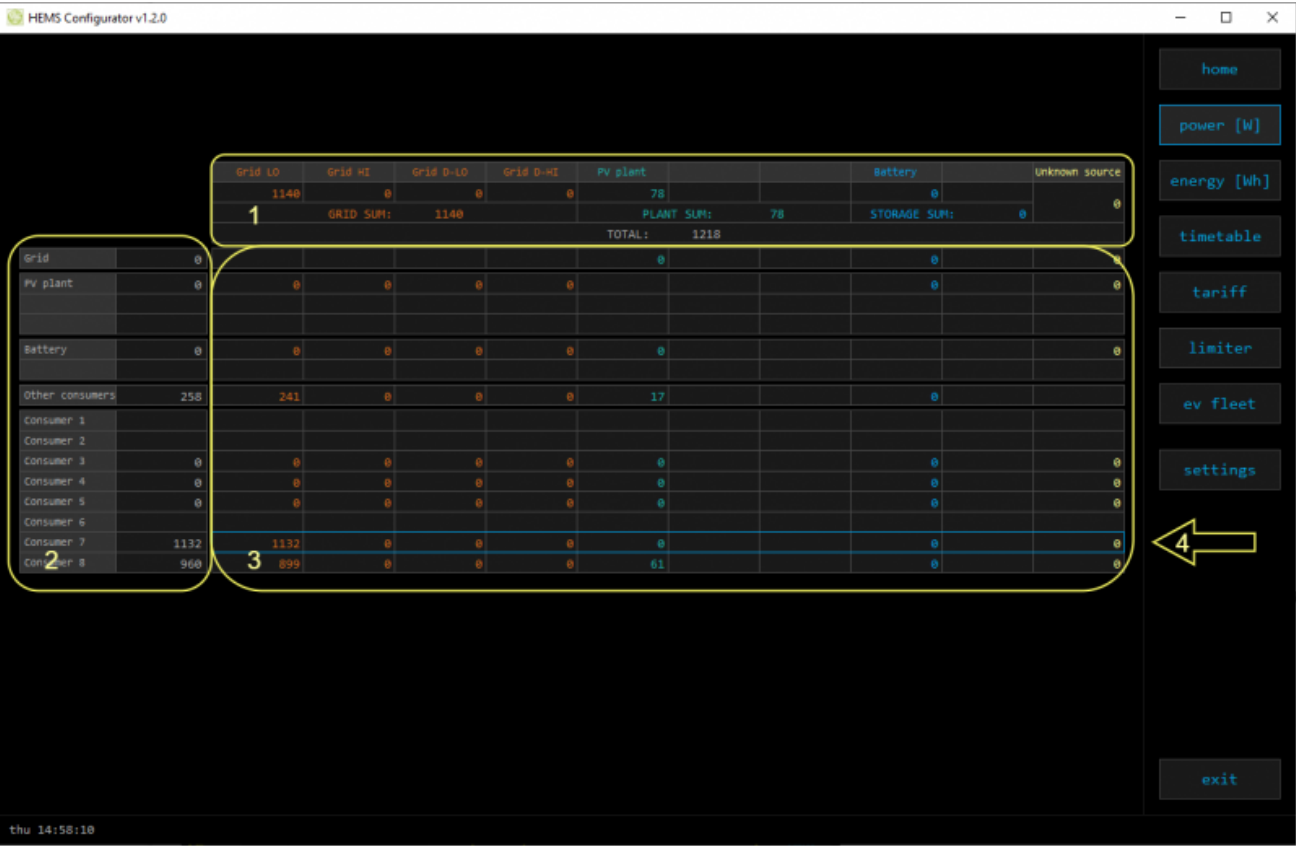 HEMS Configurator v1.2.0
home
power [W]
energy [Wh]
timetable
tariff
limiter
ev fleet
settings
exit
Grid LO Grid HI Grid D-LO Grid D-HI PV plant Battery Unknown source
1140 0 0 0 78 0 0
1 GRID SUM: 1140 PLANT SUM: 78 STORAGE SUM: 0
TOTAL: 1218
Grid 0 0 0 0
PV plant 0 0 0 0 0 0 0
Battery 0 0 0 0 0 0 0
Other consumers 258 241 0 0 0 17 0
Consumer 1
Consumer 2
Consumer 3 0 0 0 0 0 0 0 0
Consumer 4 0 0 0 0 0 0 0 0
Consumer 5 0 0 0 0 0 0 0 0
Consumer 6
Consumer 7 1132 1132 0 0 0 0 0 0 4
Consumer 8 960 899 0 0 0 61 0 0
2 3
thu 14:58:10